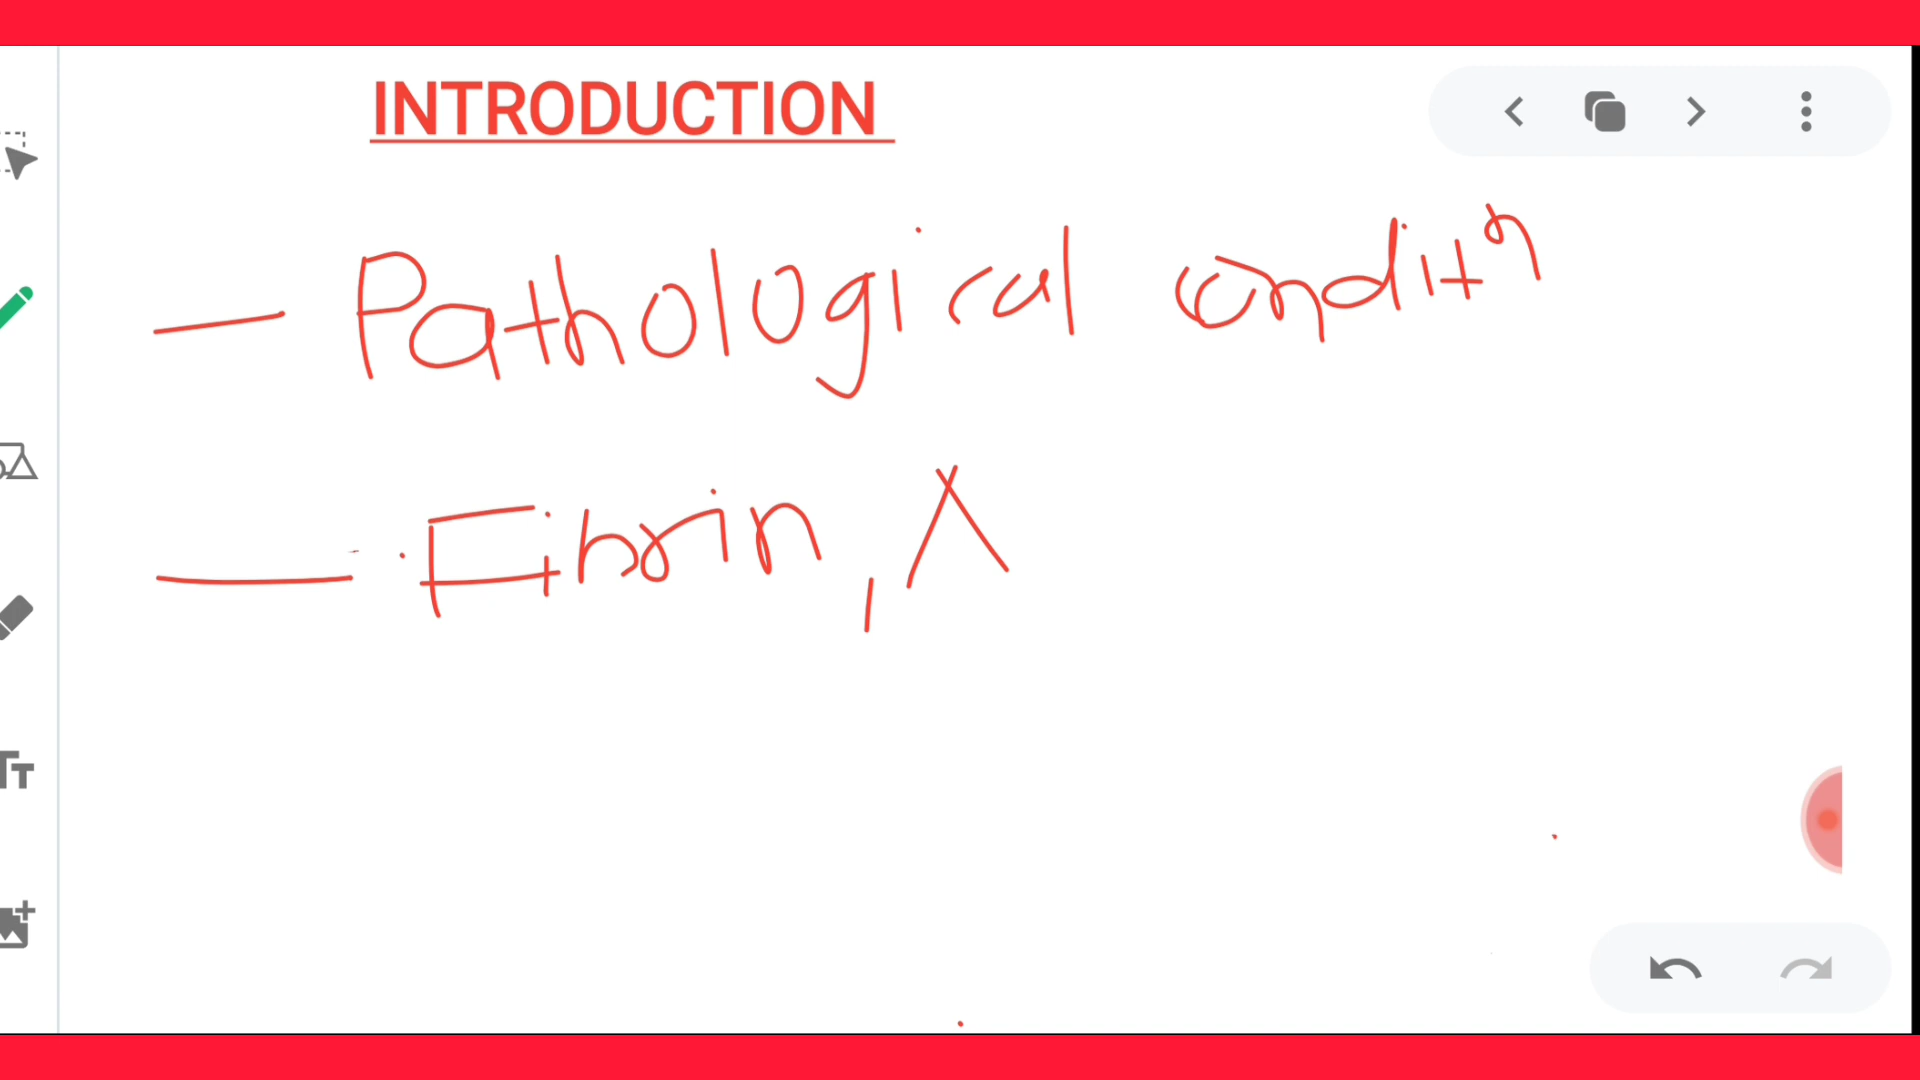 INTRODUCTION
— Pathological conditn
— Fibrin,